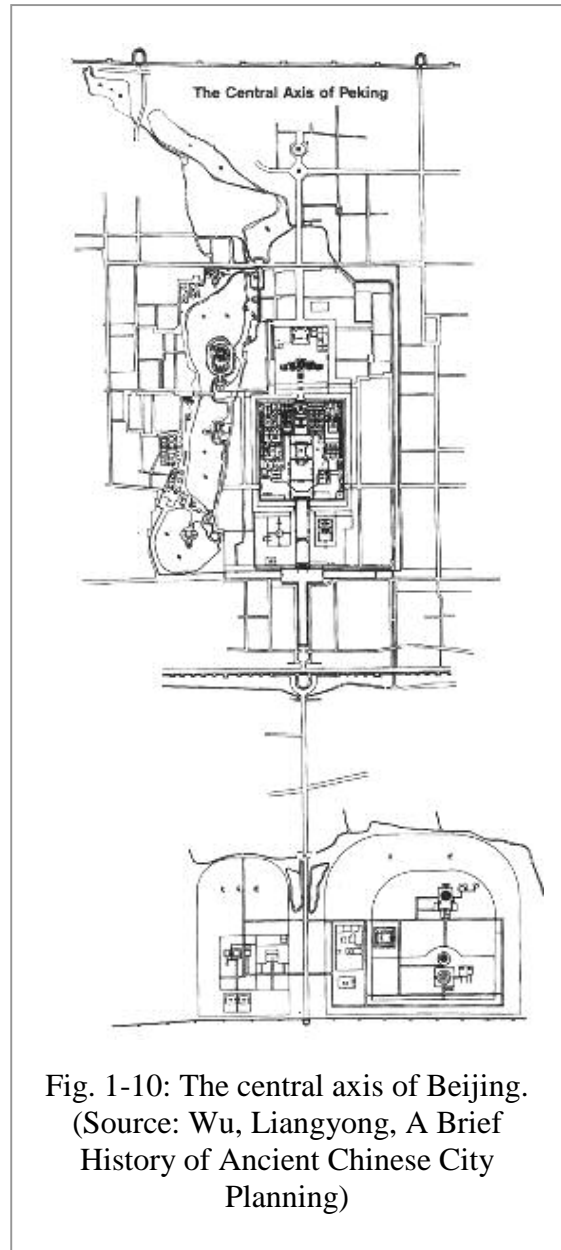 The Central Axis of Peking
Fig. 1-10: The central axis of Beijing.
(Source: Wu, Liangyong, A Brief
History of Ancient Chinese City
Planning)